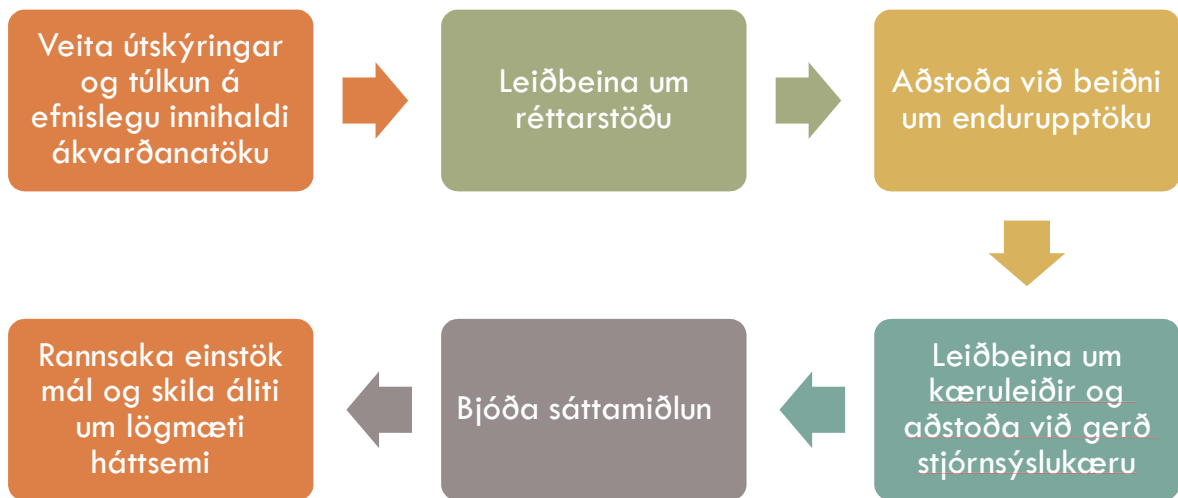 Veita útskýringar
og túlkun á
efnislegu innihaldi
ákvarðanatöku
Leiðbeina um
réttarstöðu
Aðstoða við beiðni
um endurupptöku
Leiðbeina um
kæruleiðir og
aðstoða við gerð
stjórnsýslukæru
Bjóða sáttamiðlun
Rannsaka einstök
mál og skila áliti
um lögmæti
háttsemi